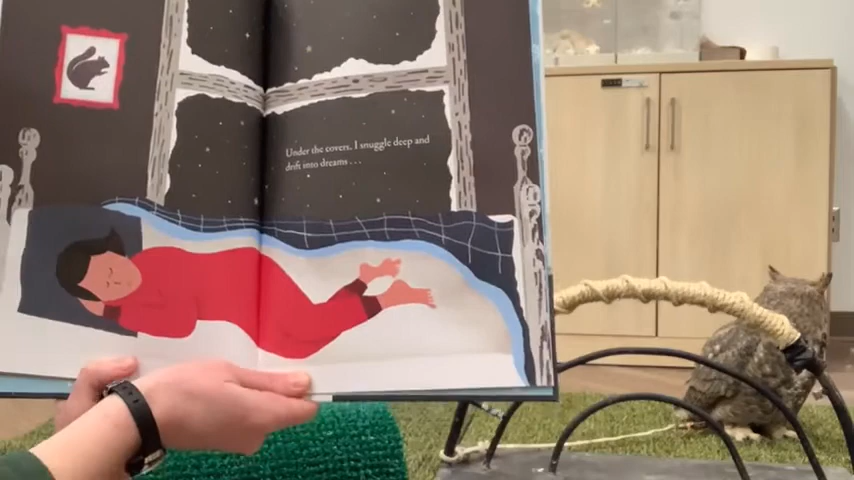 Under the covers, I snuggle deep and
drift into dreams . . .